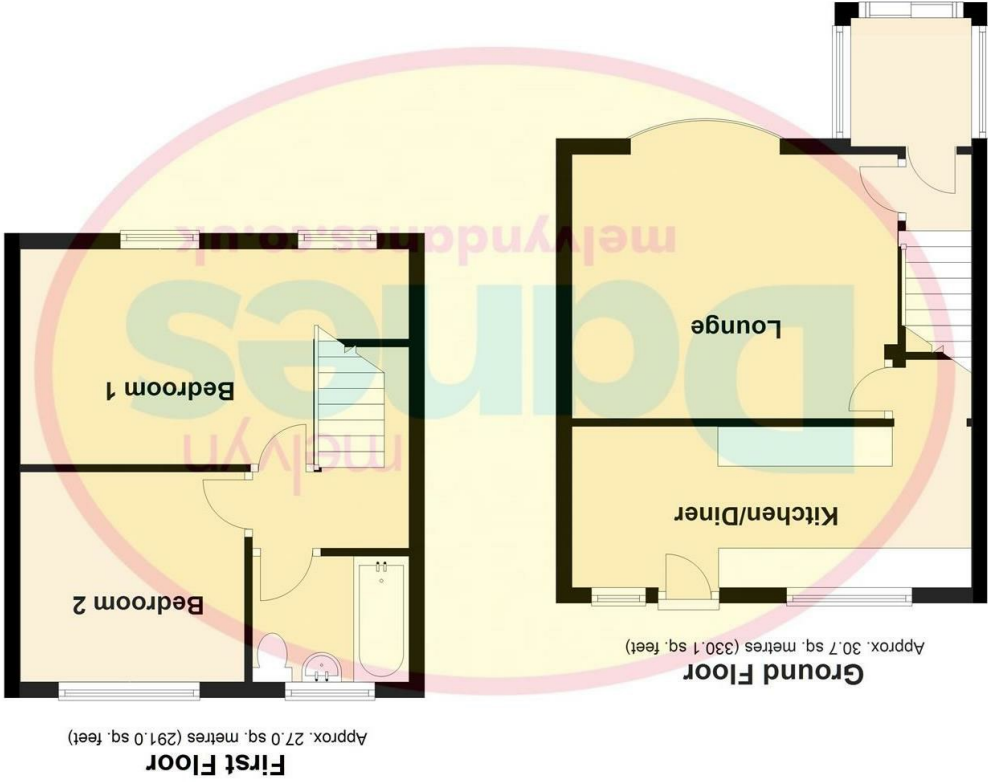 Ground Floor
Approx. 30.7 sq. metres (330.1 sq. feet)
Kitchen/Diner
Lounge
First Floor
Approx. 27.0 sq. metres (291.0 sq. feet)
Bedroom 2
Bedroom 1
melyn
Danes
melvyndanes.co.uk